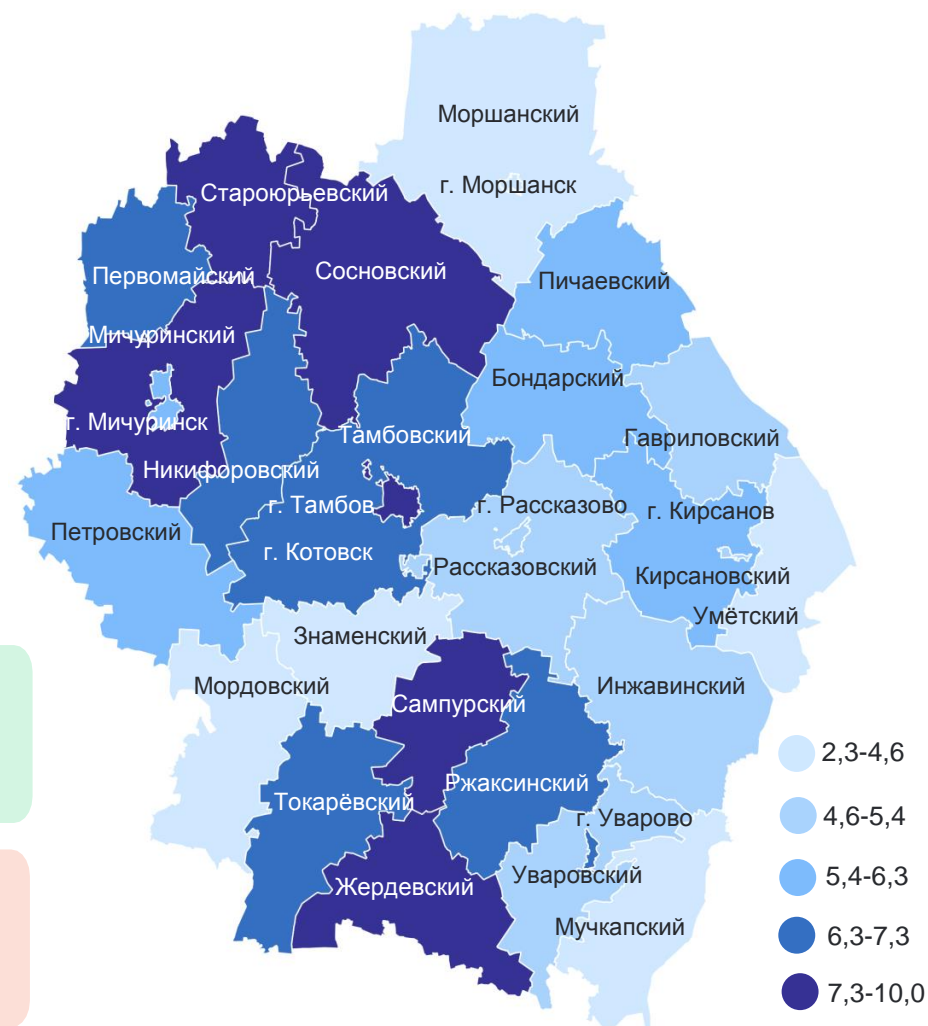 Моршанский
г. Моршанск
Староюрьевский
Сосновский
Первомайский
Пичаевский
Мичуринский
Бондарский
г. Мичуринск
Тамбовский
Гавриловский
Никифоровский
г. Тамбов
г. Рассказово
г. Кирсанов
Петровский
г. Котовск
Рассказовский
Кирсановский
Умётский
Знаменский
Мордовский
Инжавинский
Сампурский
Ржаксинский
Токарёвский
г. Уварово
Жердевский
Уваровский
Мучкапский
2,3-4,6
4,6-5,4
5,4-6,3
6,3-7,3
7,3-10,0